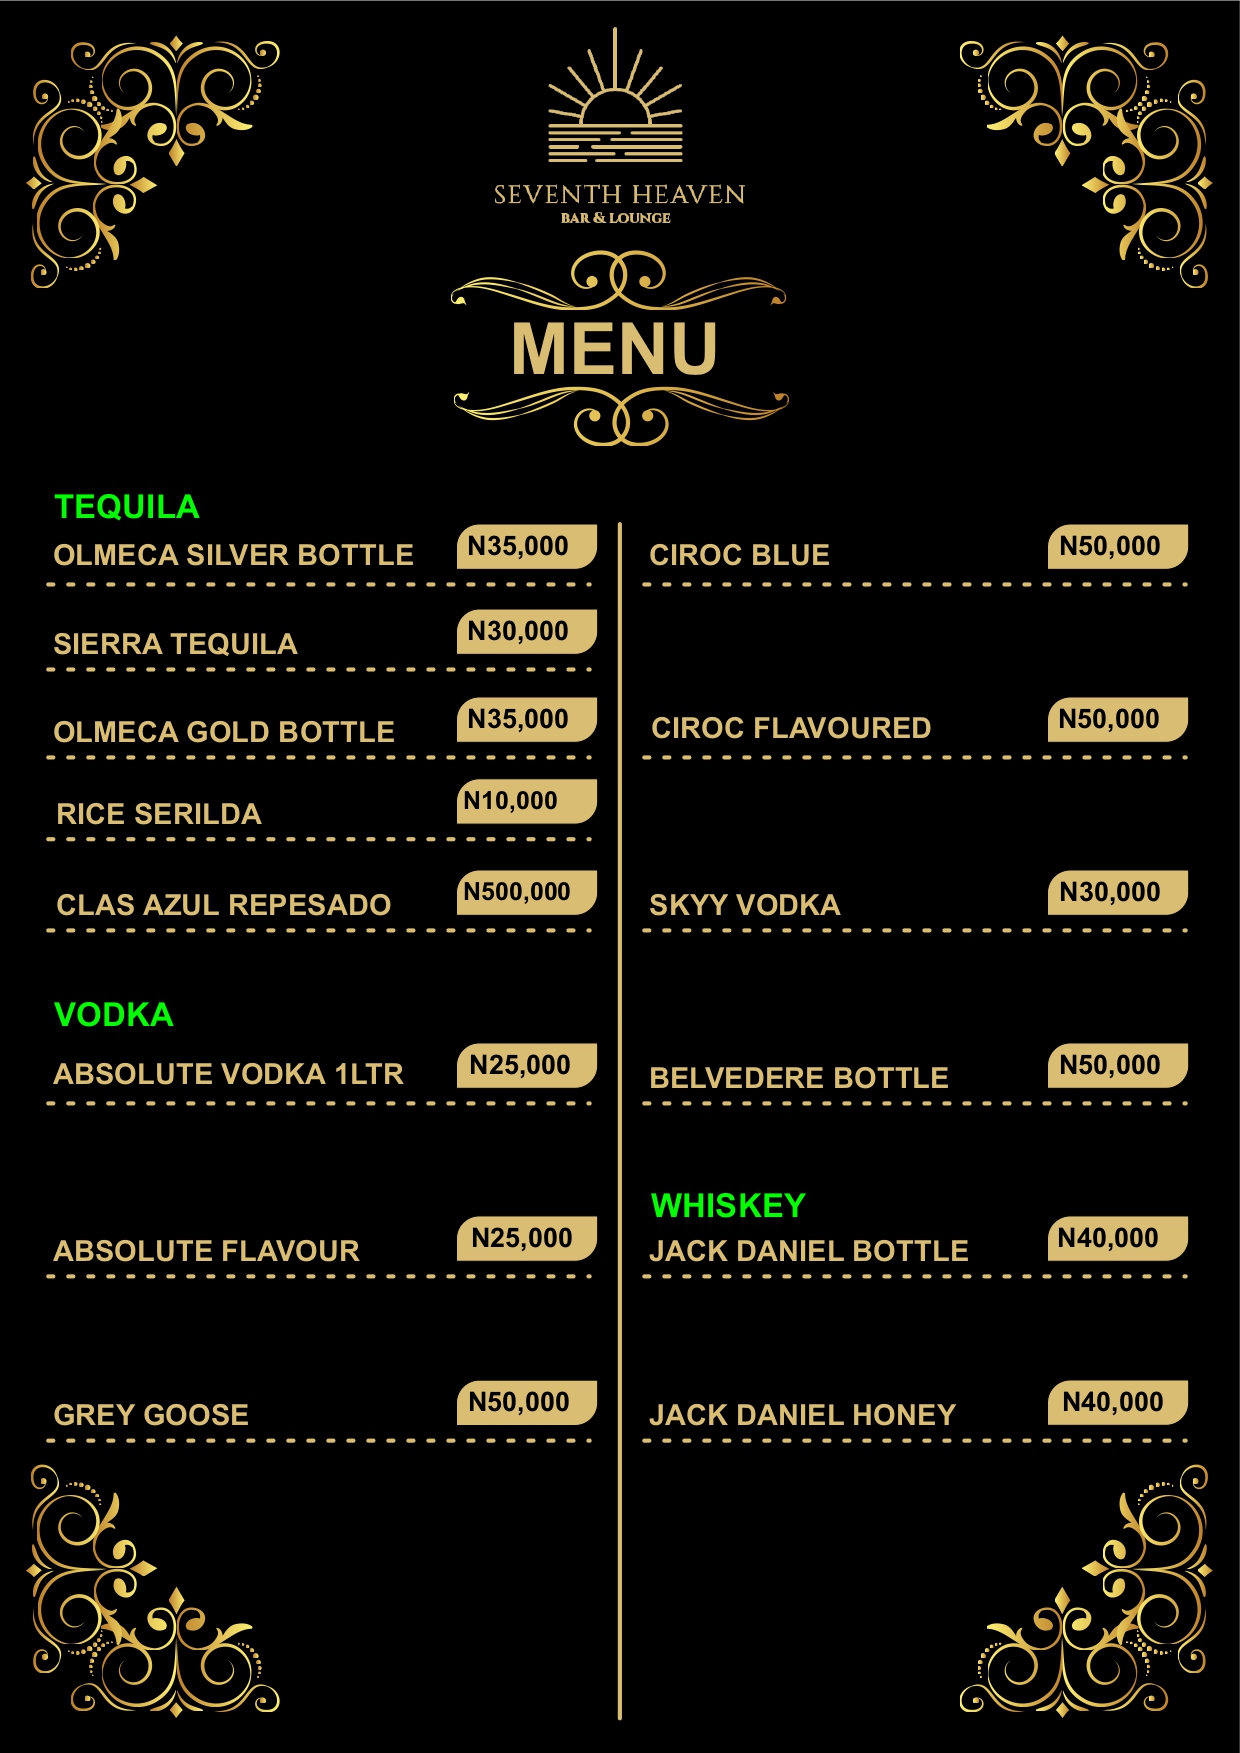 SEVENTH HEAVEN
BAR & LOUNGE
MENU
TEQUILA
OLMECA SILVER BOTTLE N35,000
SIERRA TEQUILA N30,000
OLMECA GOLD BOTTLE N35,000
RICE SERILDA N10,000
CLAS AZUL REPESADO N500,000
VODKA
ABSOLUTE VODKA 1LTR N25,000
ABSOLUTE FLAVOUR N25,000
GREY GOOSE N50,000
CIROC BLUE N50,000
CIROC FLAVOURED N50,000
SKYY VODKA N30,000
BELVEDERE BOTTLE N50,000
WHISKEY
JACK DANIEL BOTTLE N40,000
JACK DANIEL HONEY N40,000